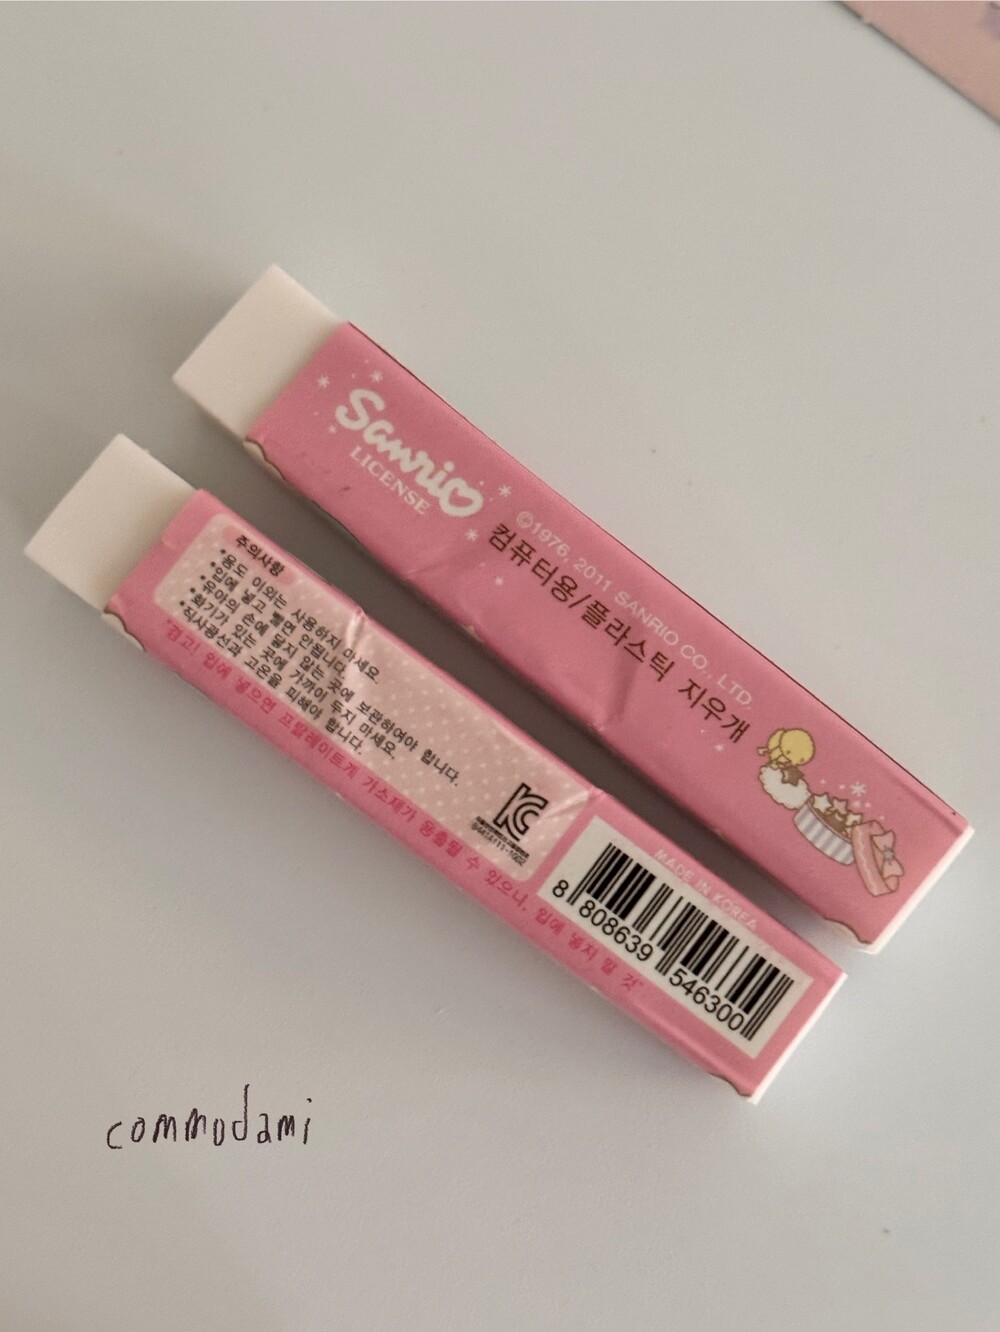 Sanrio
LICENSE
©1976, 2011 SANRIO CO., LTD.
컴퓨터용/플라스틱 지우개
주의사항
*용도 이외는 사용하지 마세요.
*입에 넣고 빨면 안됩니다.
*유아의 손에 닿지 않는 곳에 보관하여야 합니다.
*화기가 있는 곳에 가까이 두지 마세요.
*직사광선과 고온을 피해야 합니다.
"경고! 입에 넣으면 프탈레이트계 가소제가 용출될 수 있으니, 입에 넣지 말 것"
MADE IN KOREA
8 808639 546300
commodami